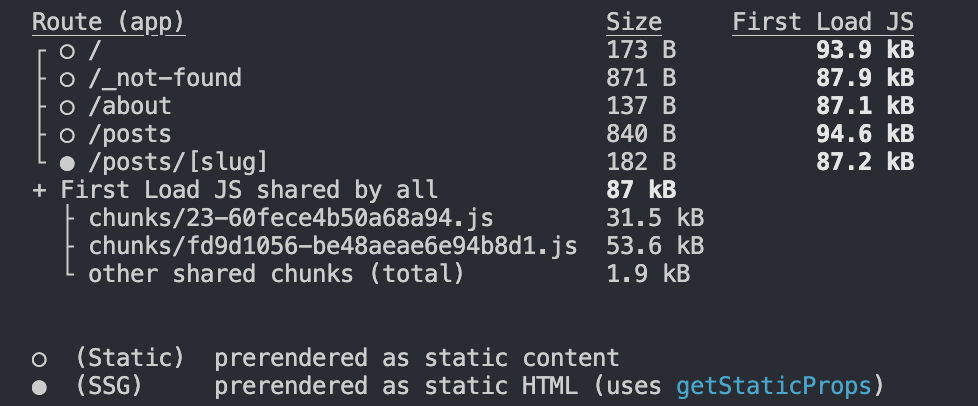 Route (app) Size First Load JS
┌ ○ / 173 B 93.9 kB
├ ○ /_not-found 871 B 87.9 kB
├ ○ /about 137 B 87.1 kB
├ ○ /posts 840 B 94.6 kB
└ ● /posts/[slug] 182 B 87.2 kB
+ First Load JS shared by all 87 kB
├ chunks/23-60fece4b50a68a94.js 31.5 kB
├ chunks/fd9d1056-be48aeae6e94b8d1.js 53.6 kB
└ other shared chunks (total) 1.9 kB
○ (Static) prerendered as static content
● (SSG) prerendered as static HTML (uses getStaticProps)